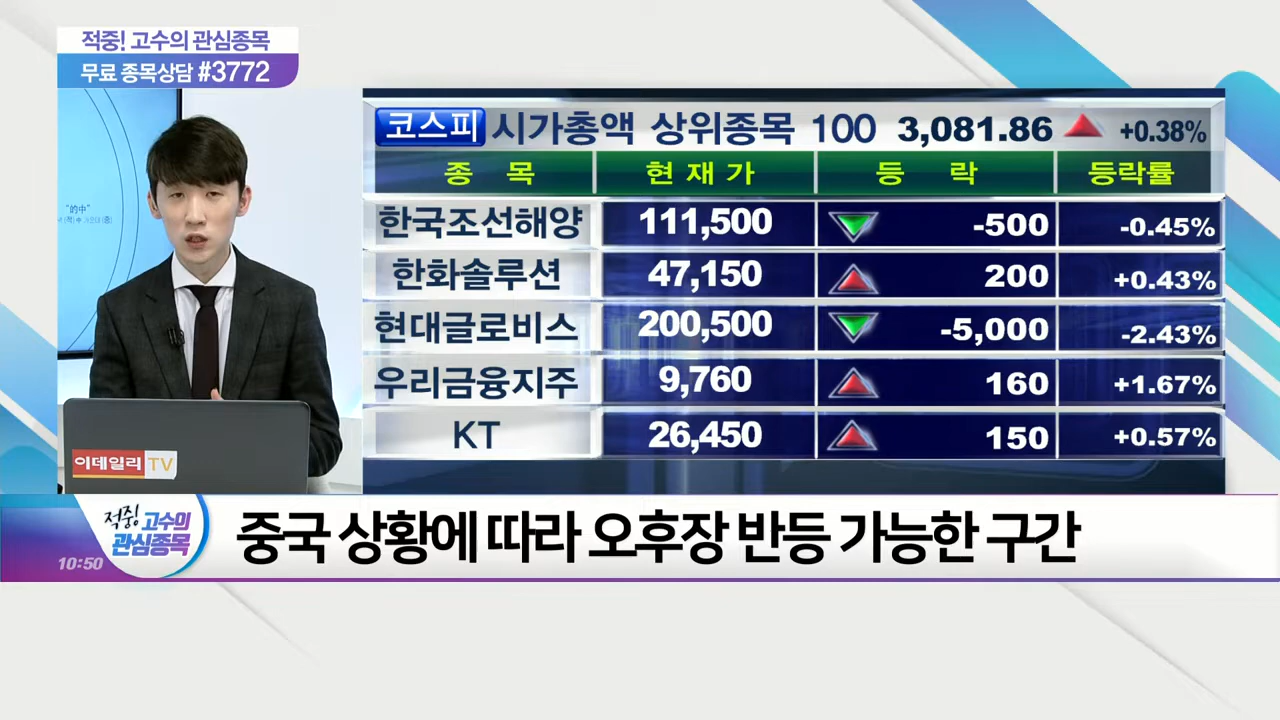 적중! 고수의 관심종목
무료 종목상담 #3772
"的中"
코스피 시가총액 상위종목 100 3,081.86 +0.38%
종 목 현 재 가 등 락 등락률
한국조선해양 111,500 -500 -0.45%
한화솔루션 47,150 200 +0.43%
현대글로비스 200,500 -5,000 -2.43%
우리금융지주 9,760 160 +1.67%
KT 26,450 150 +0.57%
이데일리 TV
적중! 고수의
관심종목
10:50
중국 상황에 따라 오후장 반등 가능한 구간